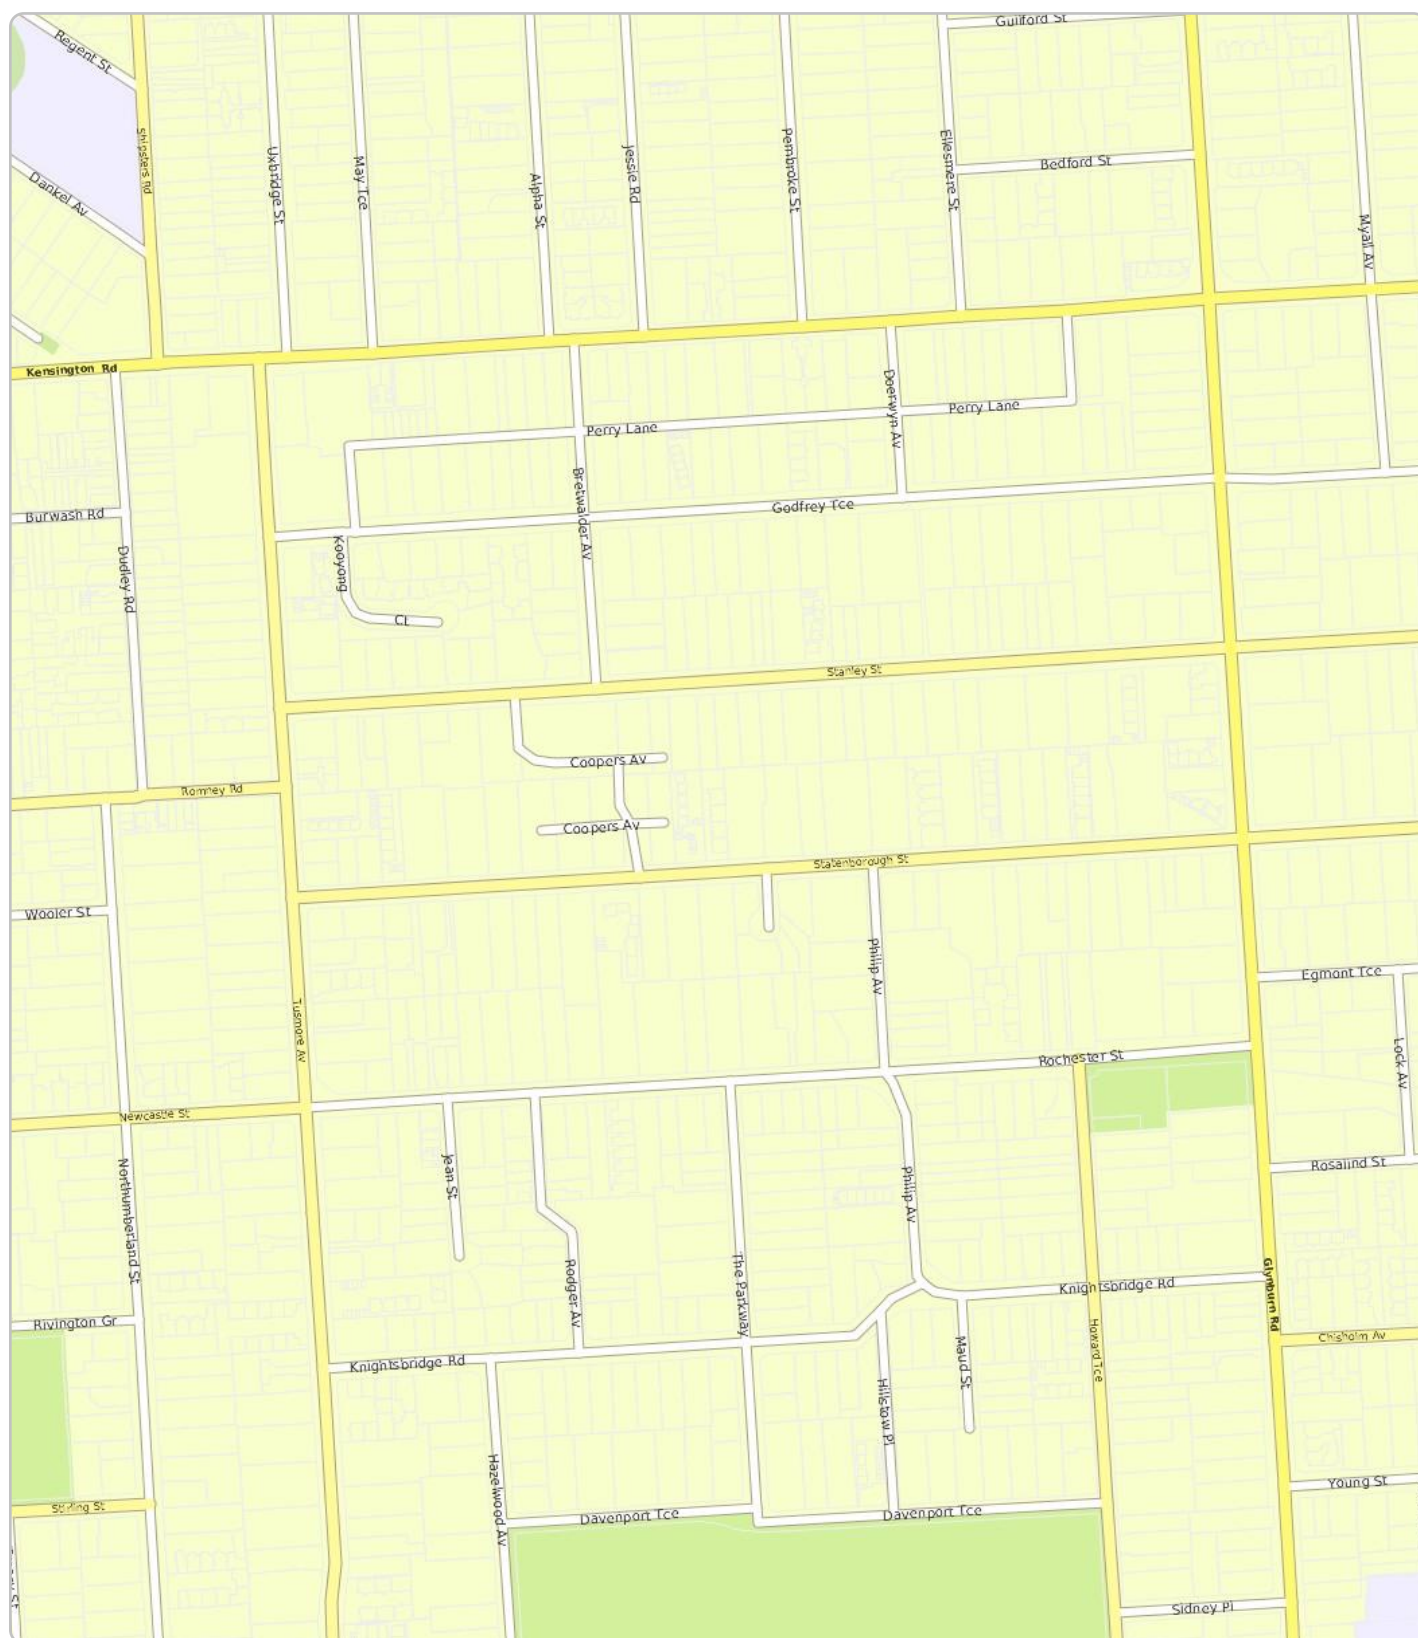 Guilford St
Regent St
Shipsters Rd
Uxbridge St
May Tce
Alpha St
Jessie Rd
Pembroke St
Ellesmere St
Bedford St
Dankel Av
Myall Av
Kensington Rd
Doerwyn Av
Perry Lane
Perry Lane
Bretwalder Av
Godfrey Tce
Burwash Rd
Kooyong
Ct
Dudley Rd
Stanley St
Coopers Av
Romney Rd
Coopers Av
Statenborough St
Wooler St
Philip Av
Egmont Tce
Tusmore Av
Rochester St
Lock Av
Newcastle St
Jean St
Philip Av
Rosalind St
Northumberland St
Rodger Av
The Parkway
Knightsbridge Rd
Glynburn Rd
Rivington Gr
Howard Tce
Chisholm Av
Knightsbridge Rd
Maud St
Hillstow Pl
Hazelwood Av
Young St
Stirling St
Davenport Tce
Davenport Tce
Sidney Pl